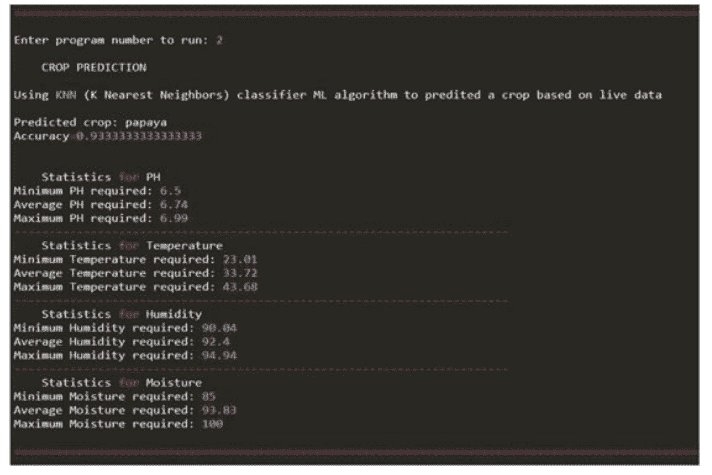 Enter program number to run: 2
CROP PREDICTION
Using KNN (K Nearest Neighbors) classifier ML algorithm to predited a crop based on live data
Predicted crop: papaya
Accuracy=0.9333333333333333
Statistics for PH
Minimum PH required: 6.5
Average PH required: 6.74
Maximum PH required: 6.99
Statistics for Temperature
Minimum Temperature required: 23.01
Average Temperature required: 33.72
Maximum Temperature required: 43.68
Statistics for Humidity
Minimum Humidity required: 90.04
Average Humidity required: 92.4
Maximum Humidity required: 94.94
Statistics for Moisture
Minimum Moisture required: 85
Average Moisture required: 93.83
Maximum Moisture required: 100